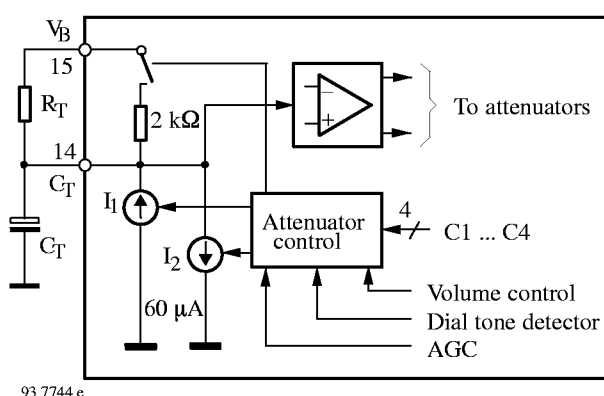 V_B
15
R_T
2 kΩ
−
+
To attenuators
14
C_T
I_1
Attenuator
control
4
C1 ... C4
C_T
I_2
60 μA
Volume control
Dial tone detector
AGC
93 7744 e